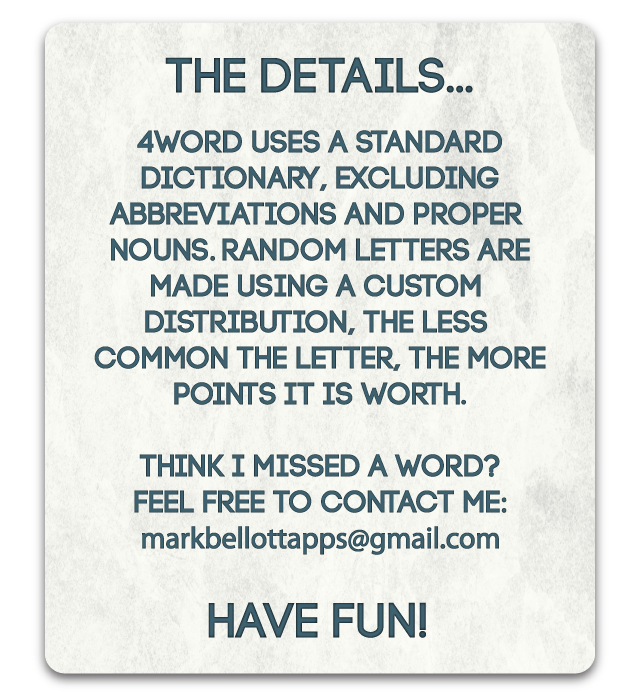 THE DETAILS...
4WORD USES A STANDARD
DICTIONARY, EXCLUDING
ABBREVIATIONS AND PROPER
NOUNS. RANDOM LETTERS ARE
MADE USING A CUSTOM
DISTRIBUTION, THE LESS
COMMON THE LETTER, THE MORE
POINTS IT IS WORTH.
THINK I MISSED A WORD?
FEEL FREE TO CONTACT ME:
markbellottapps@gmail.com
HAVE FUN!